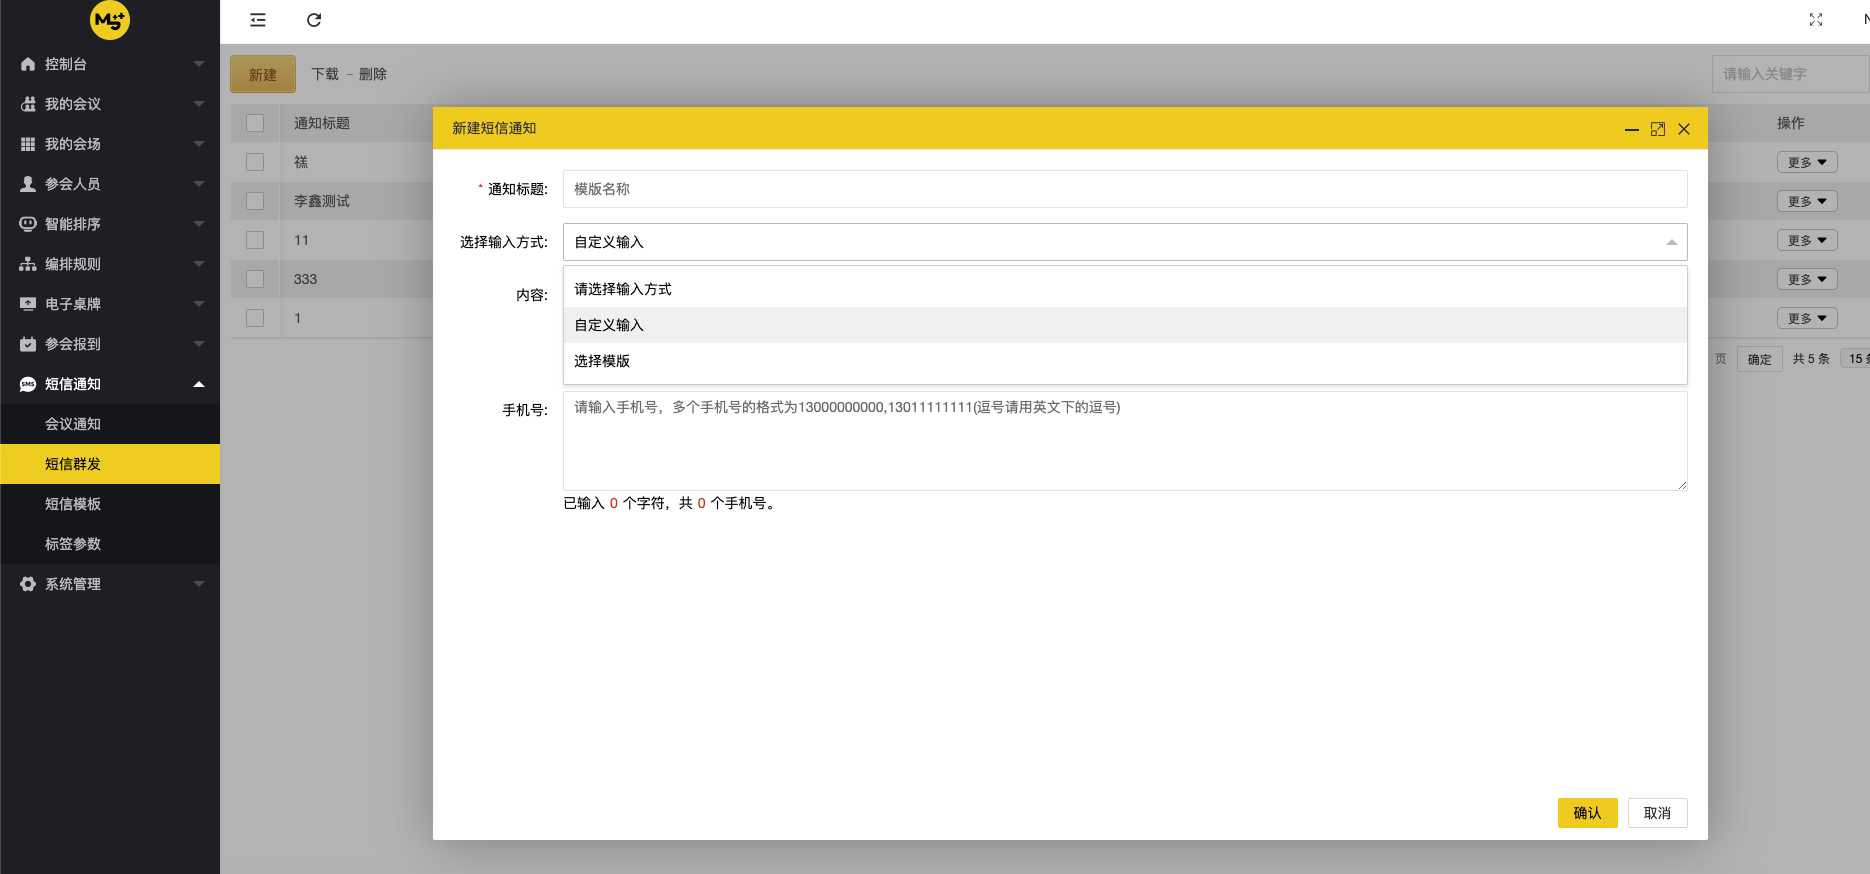 M5++
N
控制台
我的会议
我的会场
参会人员
智能排序
编排规则
电子桌牌
参会报到
SMS 短信通知
会议通知
短信群发
短信模板
标签参数
系统管理
新建 下载 - 删除 请输入关键字
通知标题 操作
禚 更多
李鑫测试 更多
11 更多
333 更多
1 更多
页 确定 共 5 条 15 条
新建短信通知
* 通知标题: 模版名称
选择输入方式: 自定义输入
请选择输入方式
内容:
自定义输入
选择模版
手机号: 请输入手机号，多个手机号的格式为13000000000,13011111111(逗号请用英文下的逗号)
已输入 0 个字符，共 0 个手机号。
确认 取消